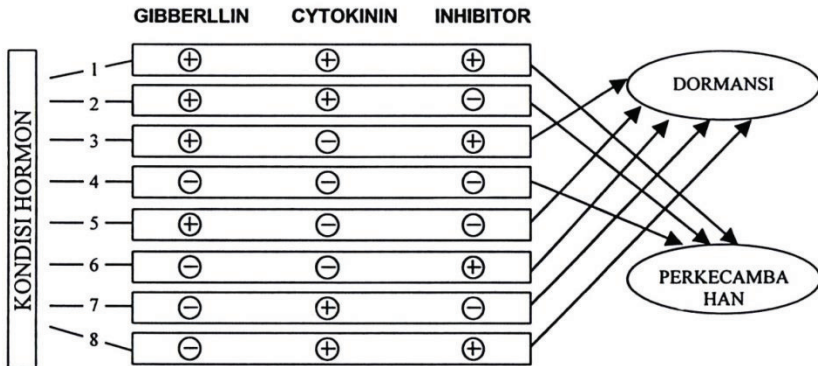 GIBBERLLIN CYTOKININ INHIBITOR
KONDISI HORMON
1 + + +
2 + + −
3 + − +
4 − − −
5 + − −
6 − − +
7 − + −
8 − + +
DORMANSI
PERKECAMBA
HAN